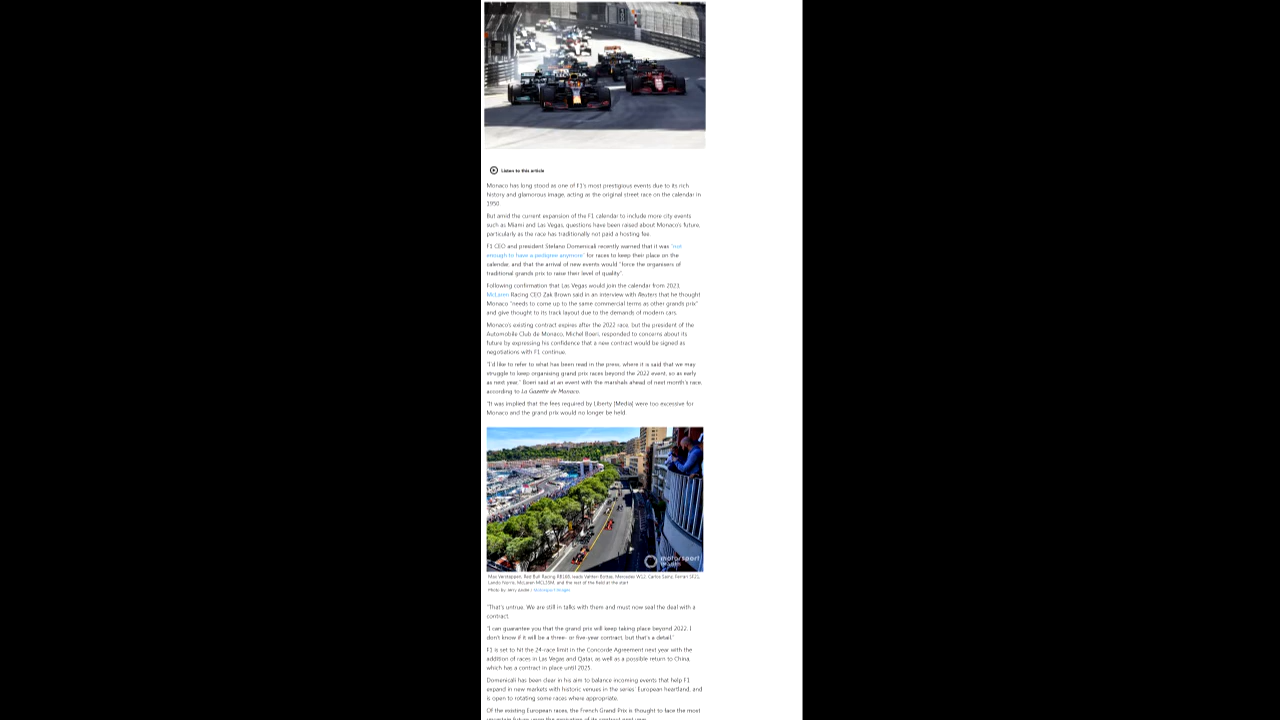 Listen to this article
Monaco has long stood as one of F1's most prestigious events due to its rich
history and glamorous image, acting as the original street race on the calendar in
1950.
But amid the current expansion of the F1 calendar to include more city events
such as Miami and Las Vegas, questions have been raised about Monaco's future,
particularly as the race has traditionally not paid a hosting fee.
F1 CEO and president Stefano Domenicali recently warned that it was "not
enough to have a pedigree anymore" for races to keep their place on the
calendar, and that the arrival of new events would "force the organisers of
traditional grands prix to raise their level of quality".
Following confirmation that Las Vegas would join the calendar from 2023,
McLaren Racing CEO Zak Brown said in an interview with Reuters that he thought
Monaco "needs to come up to the same commercial terms as other grands prix"
and give thought to its track layout due to the demands of modern cars.
Monaco's existing contract expires after the 2022 race, but the president of the
Automobile Club de Monaco, Michel Boeri, responded to concerns about its
future by expressing his confidence that a new contract would be signed as
negotiations with F1 continue.
"I'd like to refer to what has been read in the press, where it is said that we may
struggle to keep organising grand prix races beyond the 2022 event, so as early
as next year," Boeri said at an event with the marshals ahead of next month's race,
according to La Gazette de Monaco.
"It was implied that the fees required by Liberty [Media] were too excessive for
Monaco and the grand prix would no longer be held.
motorsport
IMAGES
Max Verstappen, Red Bull Racing RB16B, leads Valtteri Bottas, Mercedes W12, Carlos Sainz, Ferrari SF21,
Lando Norris, McLaren MCL35M, and the rest of the field at the start
Photo by: Jerry Andre / Motorsport Images
"That's untrue. We are still in talks with them and must now seal the deal with a
contract.
"I can guarantee you that the grand prix will keep taking place beyond 2022. I
don't know if it will be a three- or five-year contract, but that's a detail."
F1 is set to hit the 24-race limit in the Concorde Agreement next year with the
addition of races in Las Vegas and Qatar, as well as a possible return to China,
which has a contract in place until 2025.
Domenicali has been clear in his aim to balance incoming events that help F1
expand in new markets with historic venues in the series' European heartland, and
is open to rotating some races where appropriate.
Of the existing European races, the French Grand Prix is thought to face the most
uncertain future upon the expiration of its contract next year.